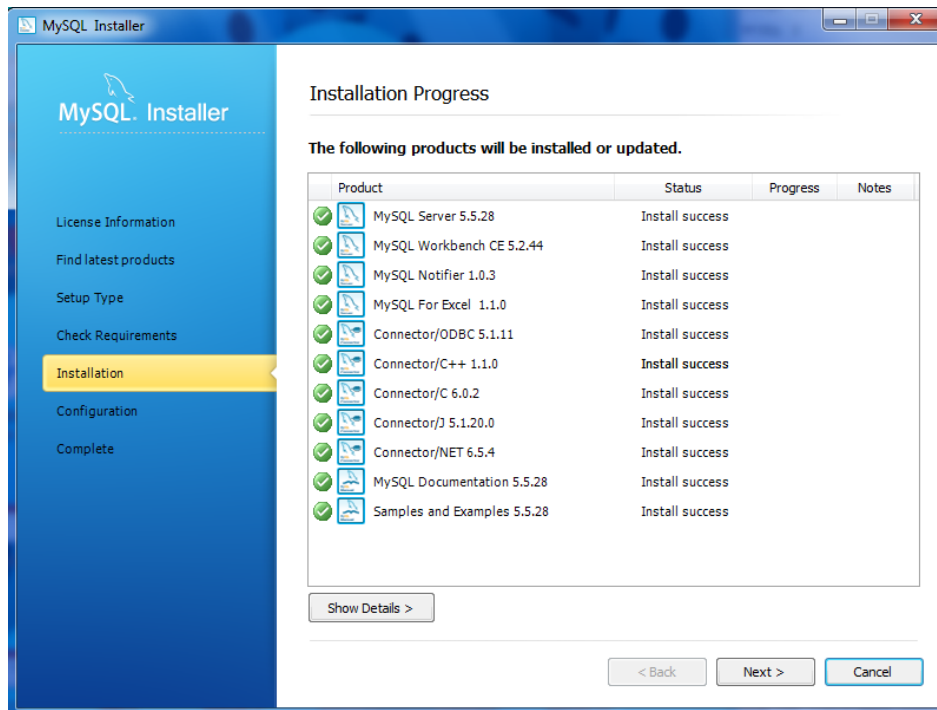 MySQL Installer
MySQL. Installer
License Information
Find latest products
Setup Type
Check Requirements
Installation
Configuration
Complete
Installation Progress
The following products will be installed or updated.
Product Status Progress Notes
MySQL Server 5.5.28 Install success
MySQL Workbench CE 5.2.44 Install success
MySQL Notifier 1.0.3 Install success
MySQL For Excel 1.1.0 Install success
Connector/ODBC 5.1.11 Install success
Connector/C++ 1.1.0 Install success
Connector/C 6.0.2 Install success
Connector/J 5.1.20.0 Install success
Connector/NET 6.5.4 Install success
MySQL Documentation 5.5.28 Install success
Samples and Examples 5.5.28 Install success
Show Details >
< Back Next > Cancel